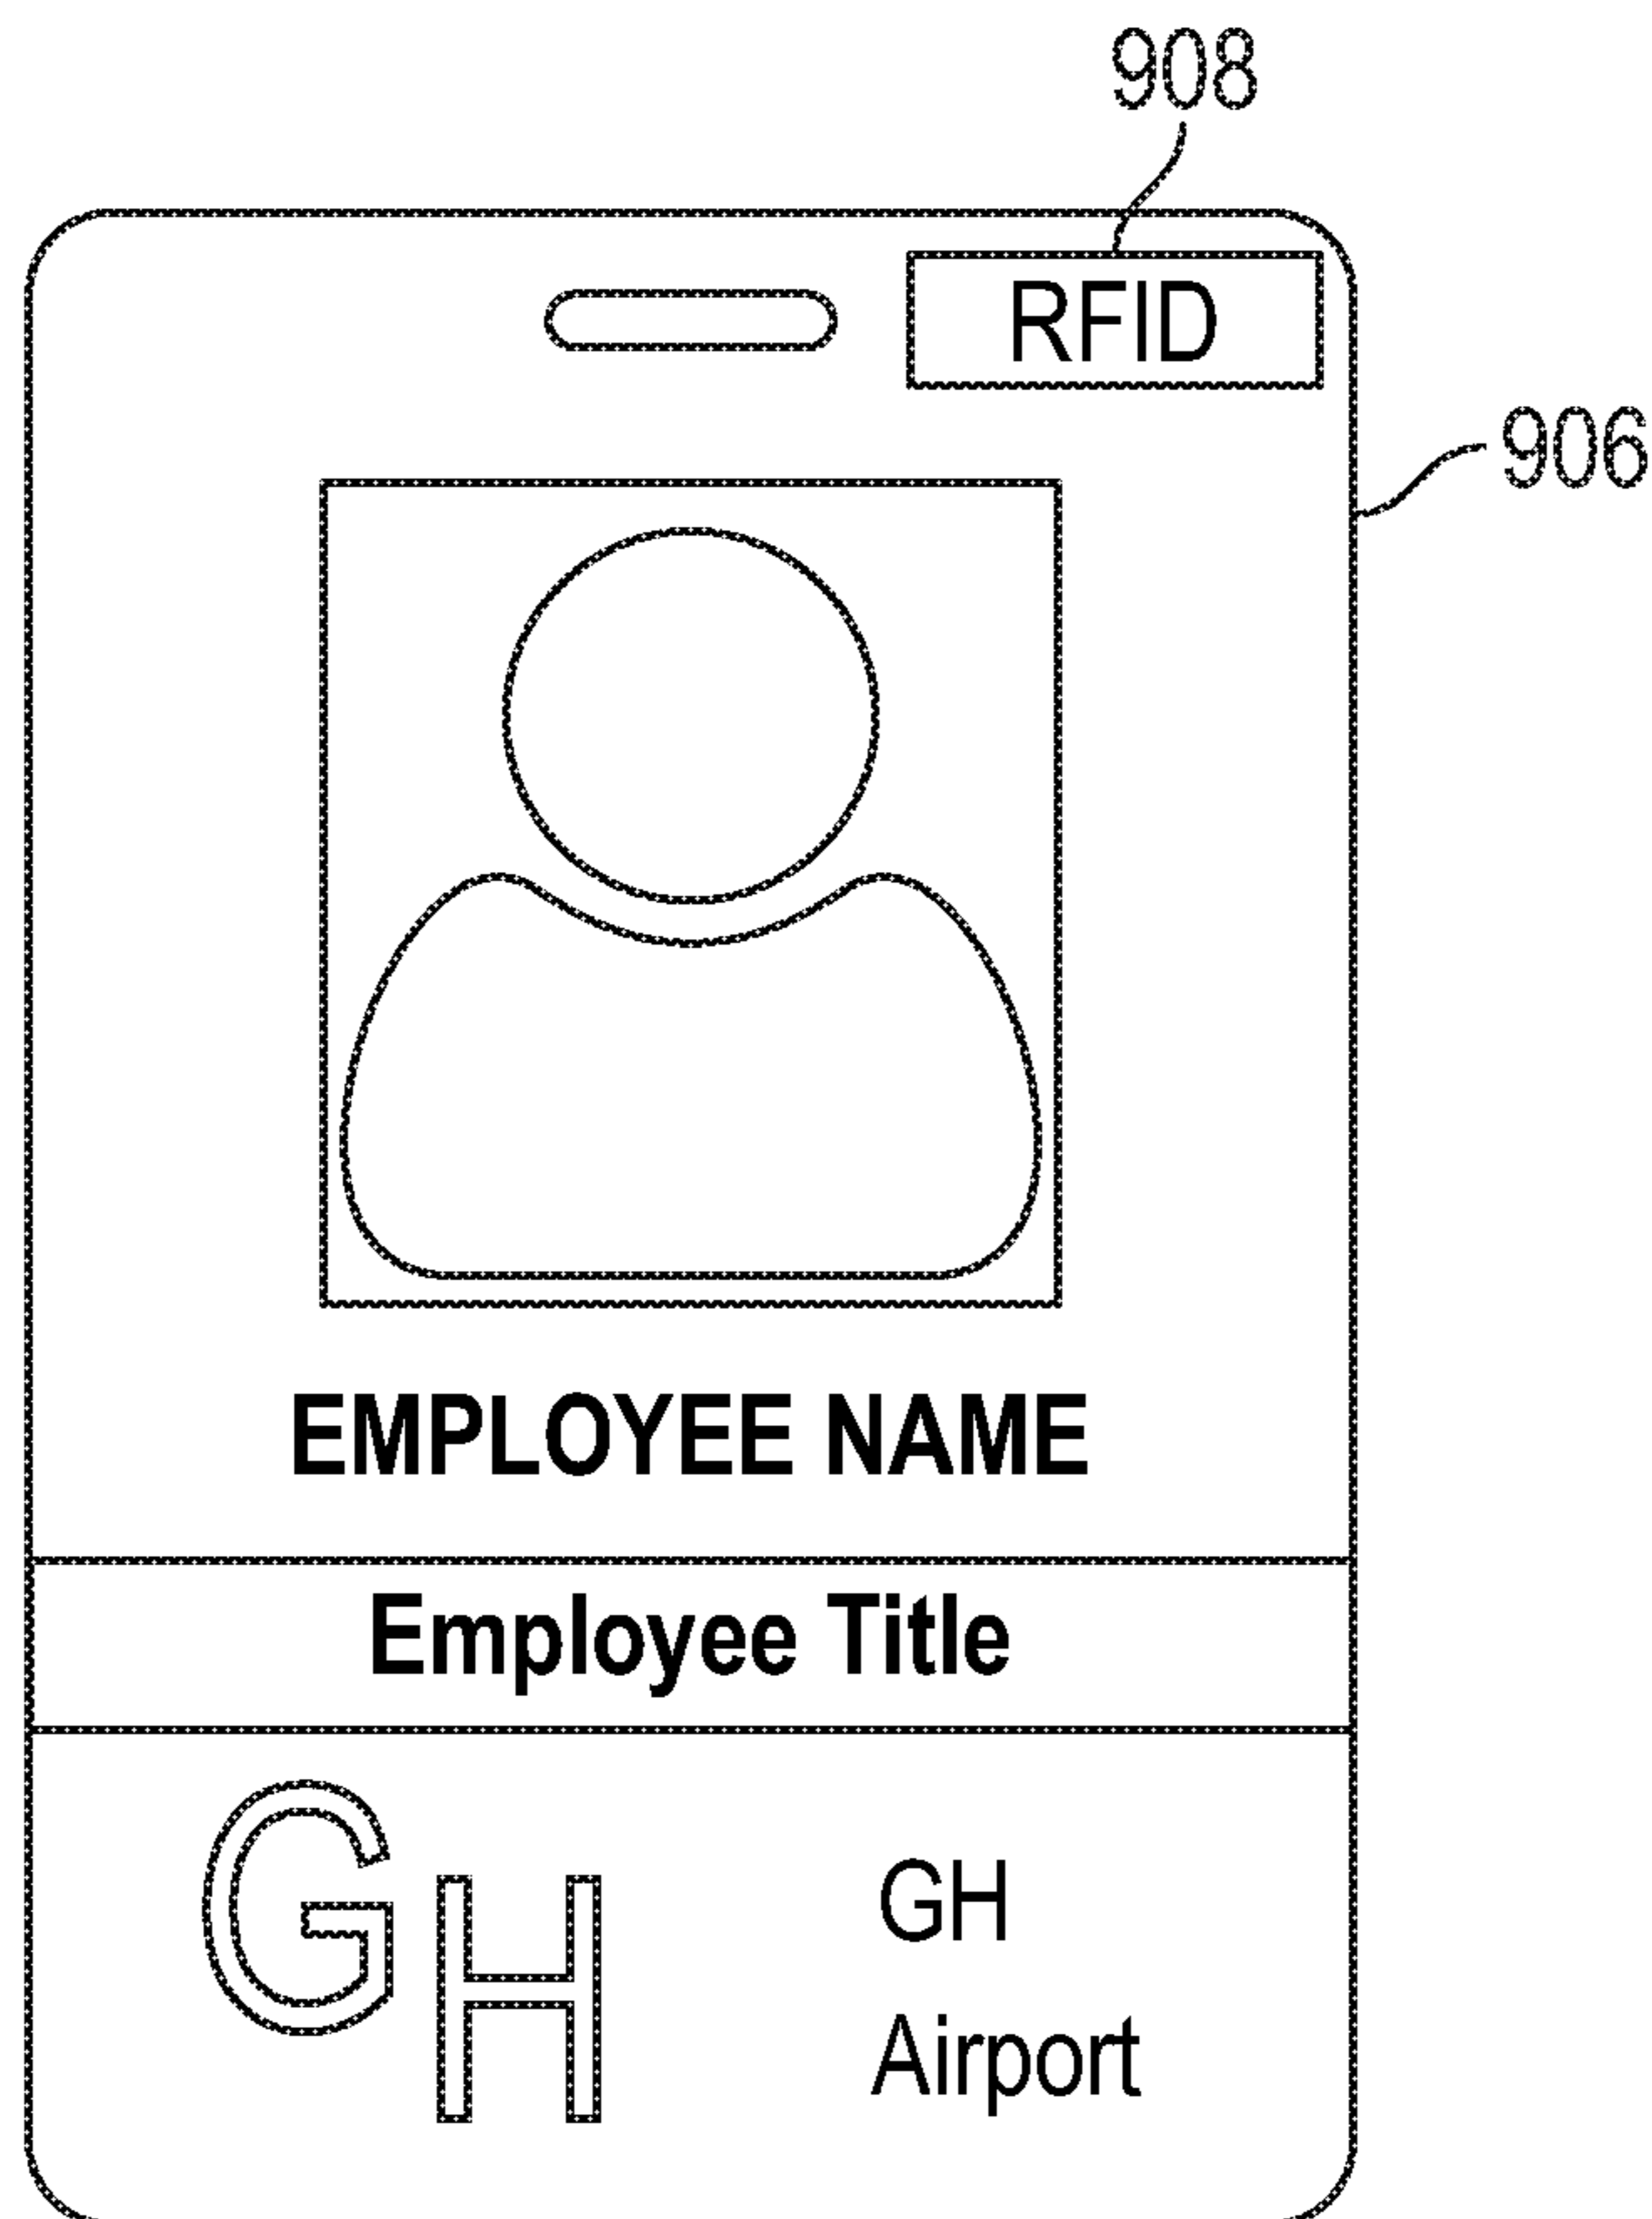 908
RFID
906
EMPLOYEE NAME
Employee Title
GH
GH
Airport